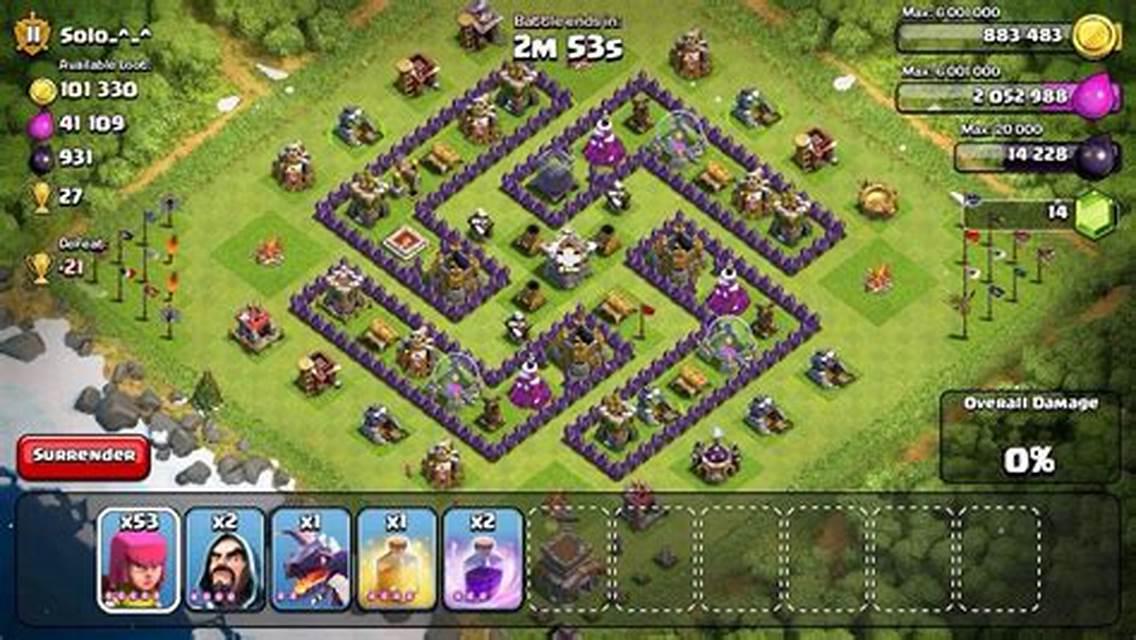 11
Solo_^_^
Available Loot:
101 330
41 109
931
27
Defeat:
-21
Battle ends in:
2M 53s
Max: 6 001 000
883 483
Max: 6 001 000
2 052 988
Max: 20 000
14 228
14
Overall Damage
0%
Surrender
x53
x2
x1
x1
x2